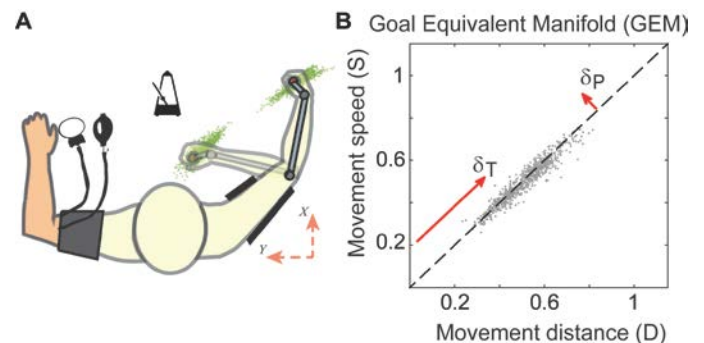 A
X
Y
B Goal Equivalent Manifold (GEM)
Movement speed (S)
1
0.6
0.2
δT
δP
0.2 0.6 1
Movement distance (D)